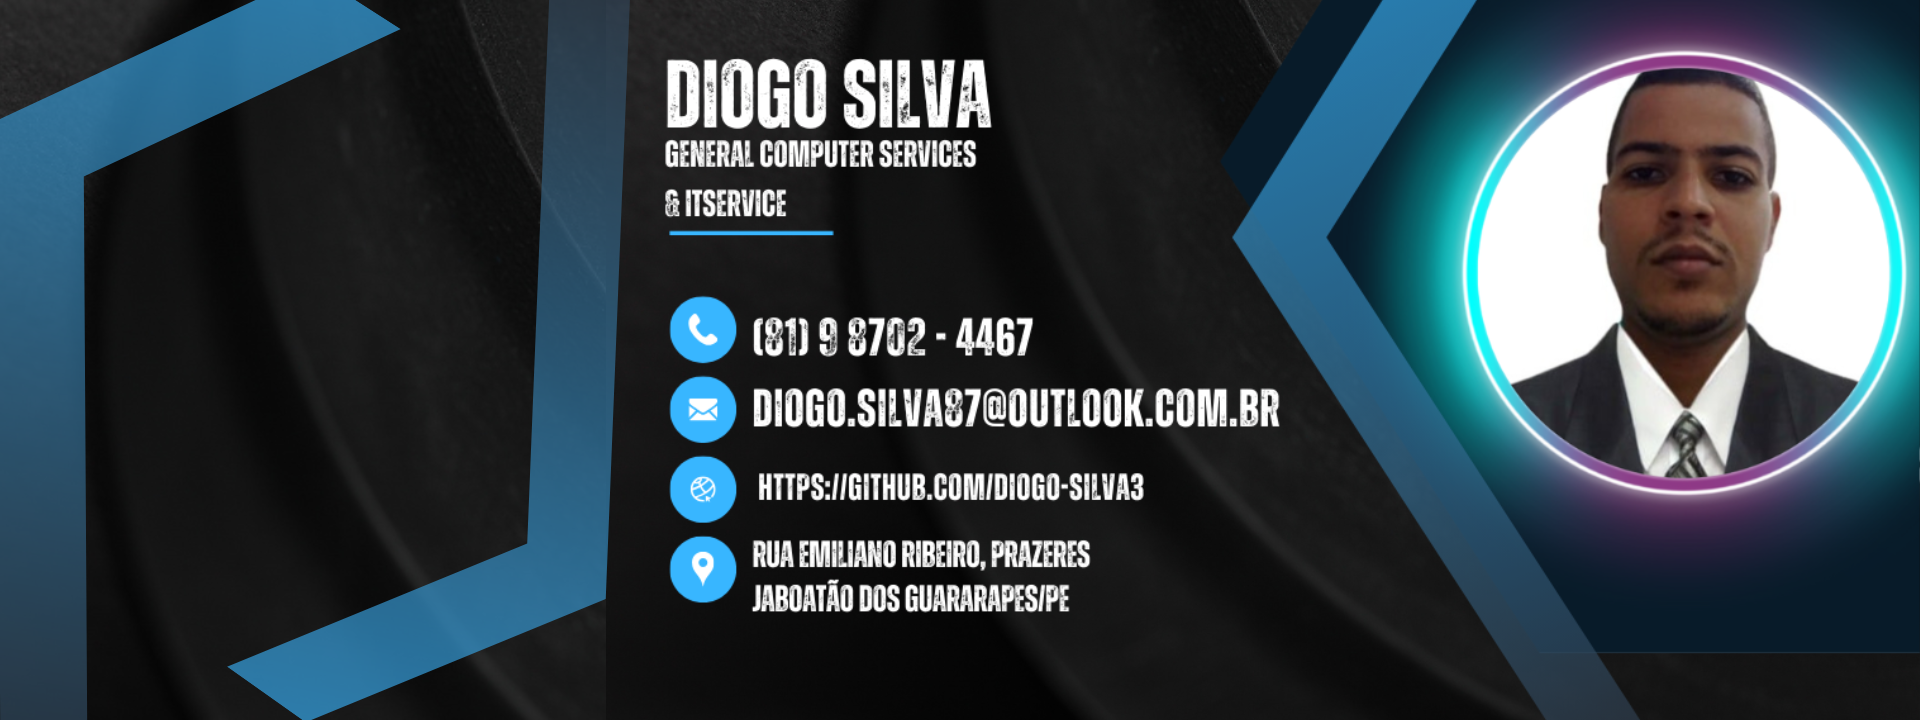 DIOGO SILVA
GENERAL COMPUTER SERVICES
& ITSERVICE
(81) 9 8702 - 4467
DIOGO.SILVA87@OUTLOOK.COM.BR
HTTPS://GITHUB.COM/DIOGO-SILVA3
RUA EMILIANO RIBEIRO, PRAZERES
JABOATÃO DOS GUARARAPES/PE